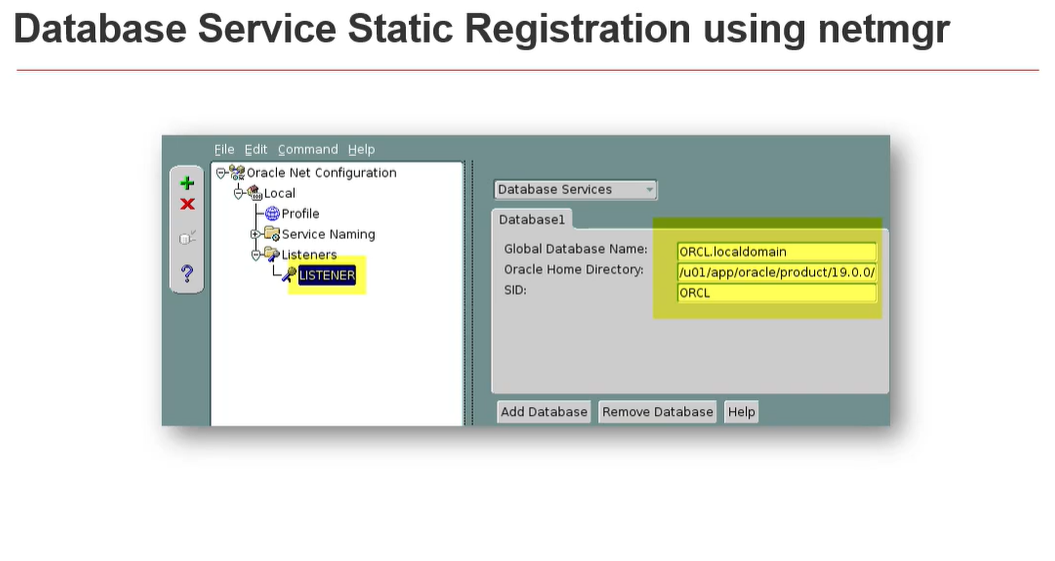 Database Service Static Registration using netmgr
File Edit Command Help
Oracle Net Configuration
Local
Profile
Service Naming
Listeners
LISTENER
Database Services
Database1
Global Database Name: ORCL.localdomain
Oracle Home Directory: /u01/app/oracle/product/19.0.0/
SID: ORCL
Add Database Remove Database Help